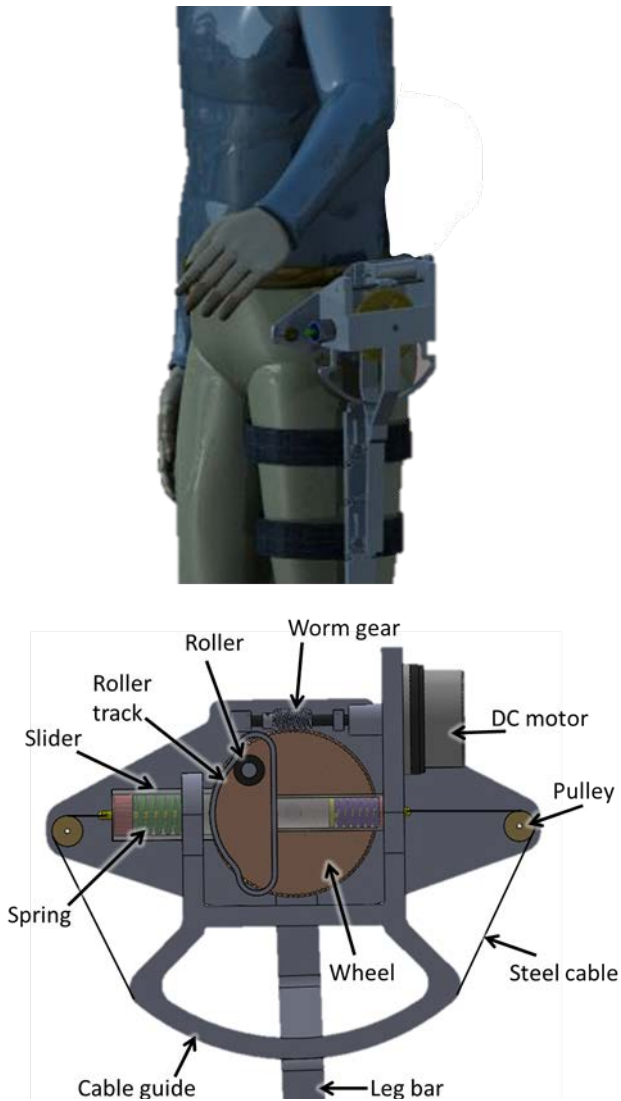 Worm gear
Roller
Roller
track
Slider
DC motor
Pulley
Spring
Wheel
Steel cable
Cable guide
Leg bar